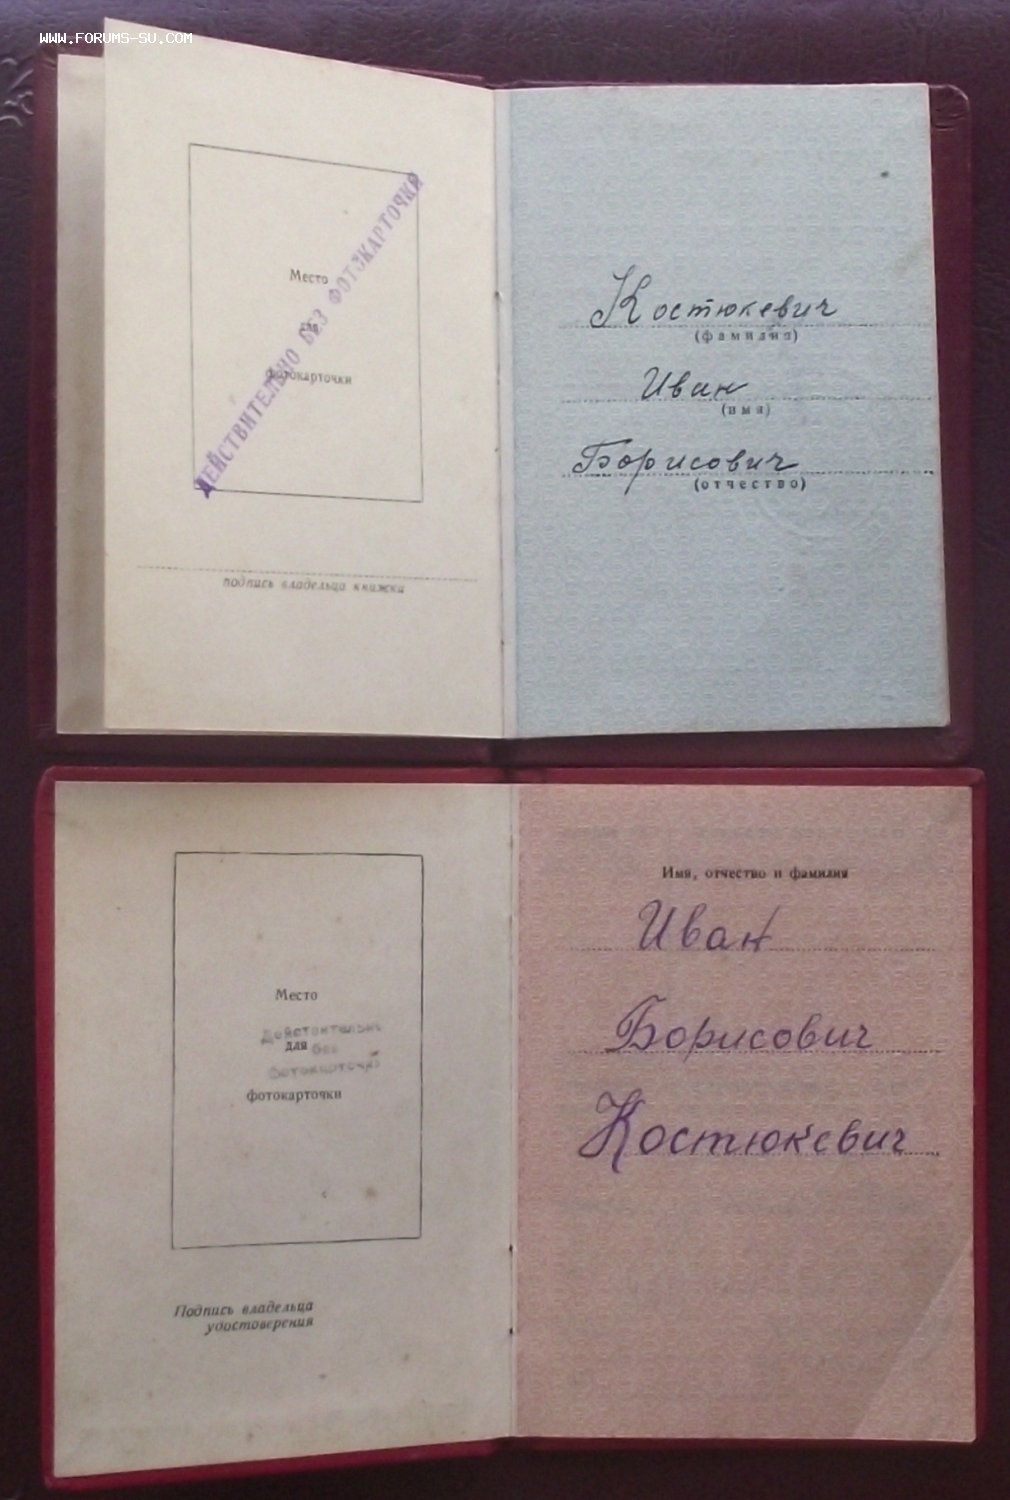 WWW.FORUMS-SU.COM
Место
для
фотокарточки
ДЕЙСТВИТЕЛЬНО БЕЗ ФОТОКАРТОЧКИ
подпись владельца книжки
Костюкевич
(фамилия)
Иван
(имя)
Борисович
(отчество)
Место
Действительно
для без
фотокарточки
фотокарточки
Подпись владельца
удостоверения
Имя, отчество и фамилия
Иван
Борисович
Костюкевич